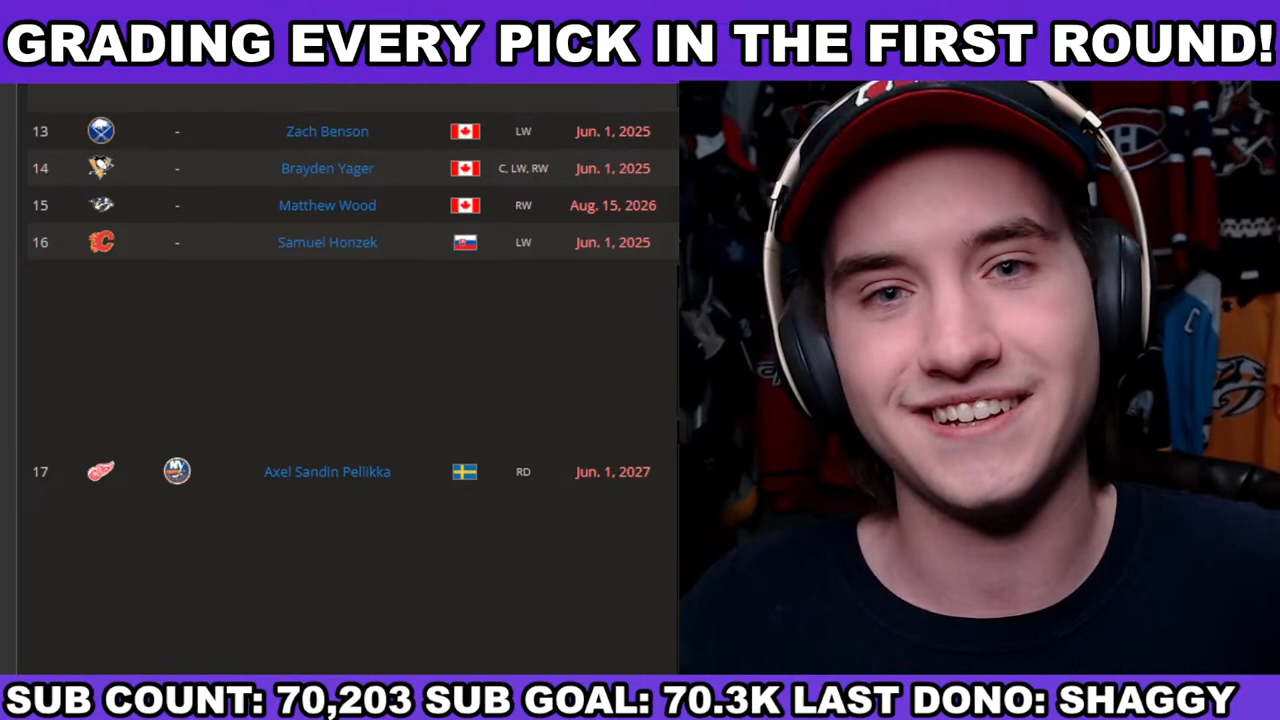 GRADING EVERY PICK IN THE FIRST ROUND!
13 - Zach Benson LW Jun. 1, 2025
14 - Brayden Yager C, LW, RW Jun. 1, 2025
15 - Matthew Wood RW Aug. 15, 2026
16 - Samuel Honzek LW Jun. 1, 2025
17 NY Axel Sandin Pellikka RD Jun. 1, 2027
C
SUB COUNT: 70,203 SUB GOAL: 70.3K LAST DONO: SHAGGY